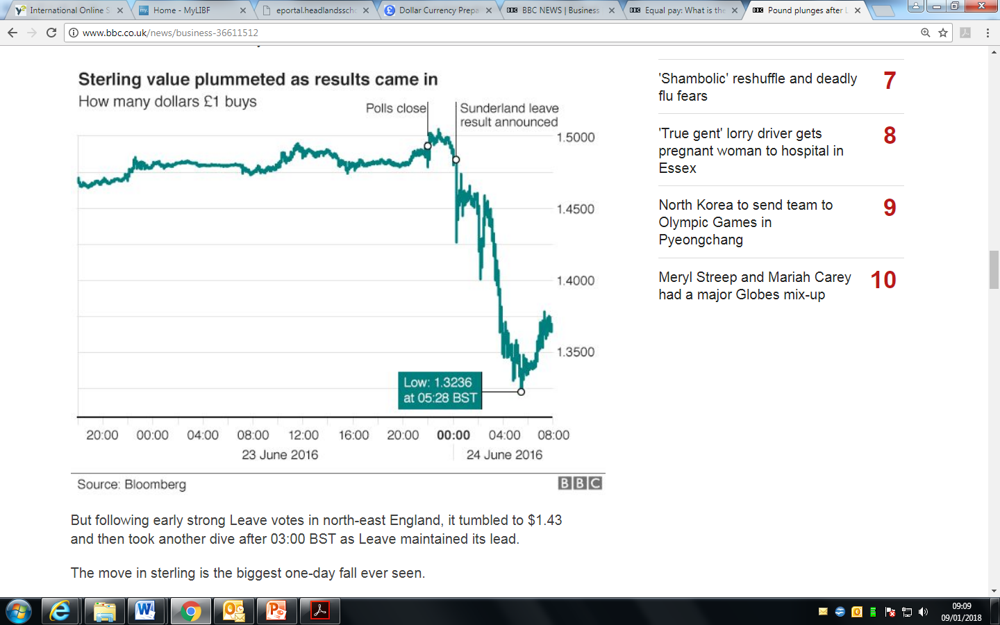 International Online S
Home - MyLIBF
eportal.headlandsscho
Dollar Currency Prepa
BBC NEWS | Business
Equal pay: What is the
Pound plunges after L
www.bbc.co.uk/news/business-36611512
Sterling value plummeted as results came in
How many dollars £1 buys
Polls close
Sunderland leave
result announced
1.5000
1.4500
1.4000
1.3500
Low: 1.3236
at 05:28 BST
20:00 00:00 04:00 08:00 12:00 16:00 20:00 00:00 04:00 08:00
23 June 2016 24 June 2016
Source: Bloomberg
BBC
But following early strong Leave votes in north-east England, it tumbled to $1.43
and then took another dive after 03:00 BST as Leave maintained its lead.
The move in sterling is the biggest one-day fall ever seen.
'Shambolic' reshuffle and deadly
flu fears
7
'True gent' lorry driver gets
pregnant woman to hospital in
Essex
8
North Korea to send team to
Olympic Games in
Pyeongchang
9
Meryl Streep and Mariah Carey
had a major Globes mix-up
10
09:09
09/01/2018